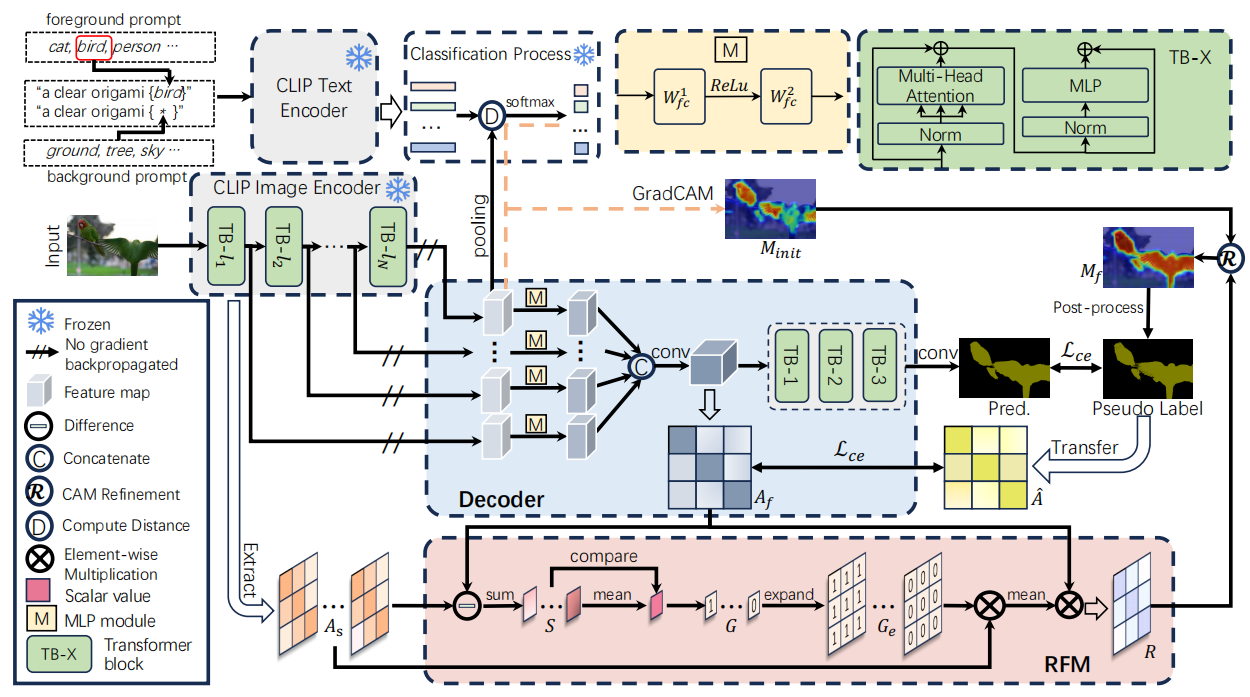 foreground prompt
cat, bird, person ···
“a clear origami {bird}”
“a clear origami { * }”
ground, tree, sky ···
background prompt
CLIP Text
Encoder
Classification Process
softmax
D
...
...
M
W_{fc}^{1}
ReLu
W_{fc}^{2}
TB-X
Multi-Head
Attention
Norm
MLP
Norm
CLIP Image Encoder
Input
TB-l_1
TB-l_2
······
TB-l_N
pooling
GradCAM
M_{init}
M_f
R
Post-process
Frozen
No gradient
backpropagated
Feature map
Difference
C
Concatenate
R
CAM Refinement
D
Compute Distance
Element-wise
Multiplication
Scalar value
M
MLP module
TB-X
Transformer
block
M
M
M
M
C
conv
TB-1
TB-2
TB-3
conv
Pred.
L_{ce}
Pseudo Label
Transfer
L_{ce}
A_f
Â
Decoder
Extract
A_s
...
sum
compare
S
...
mean
1
...
0
G
expand
1 1 1
1 1 1
1 1 1
...
G_e
0 0 0
0 0 0
0 0 0
mean
R
RFM